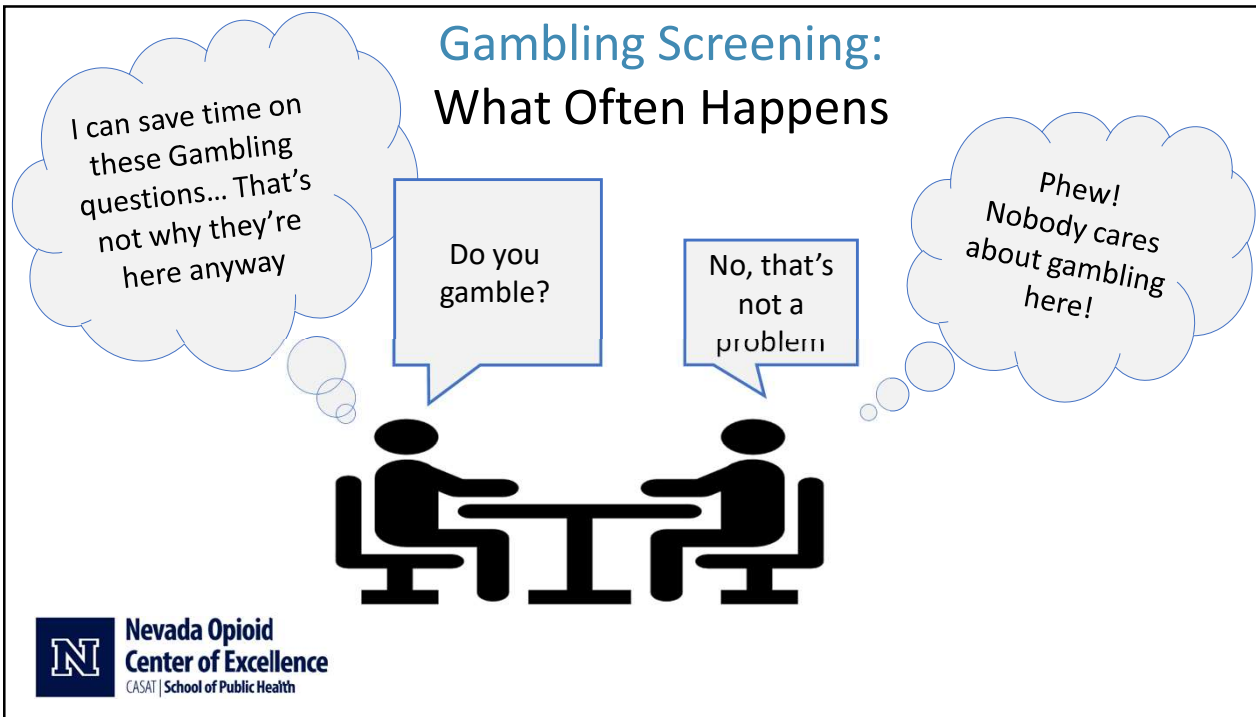 Gambling Screening:
What Often Happens
I can save time on
these Gambling
questions... That's
not why they're
here anyway
Do you
gamble?
No, that's
not a
problem
Phew!
Nobody cares
about gambling
here!
N
Nevada Opioid
Center of Excellence
CASAT | School of Public Health